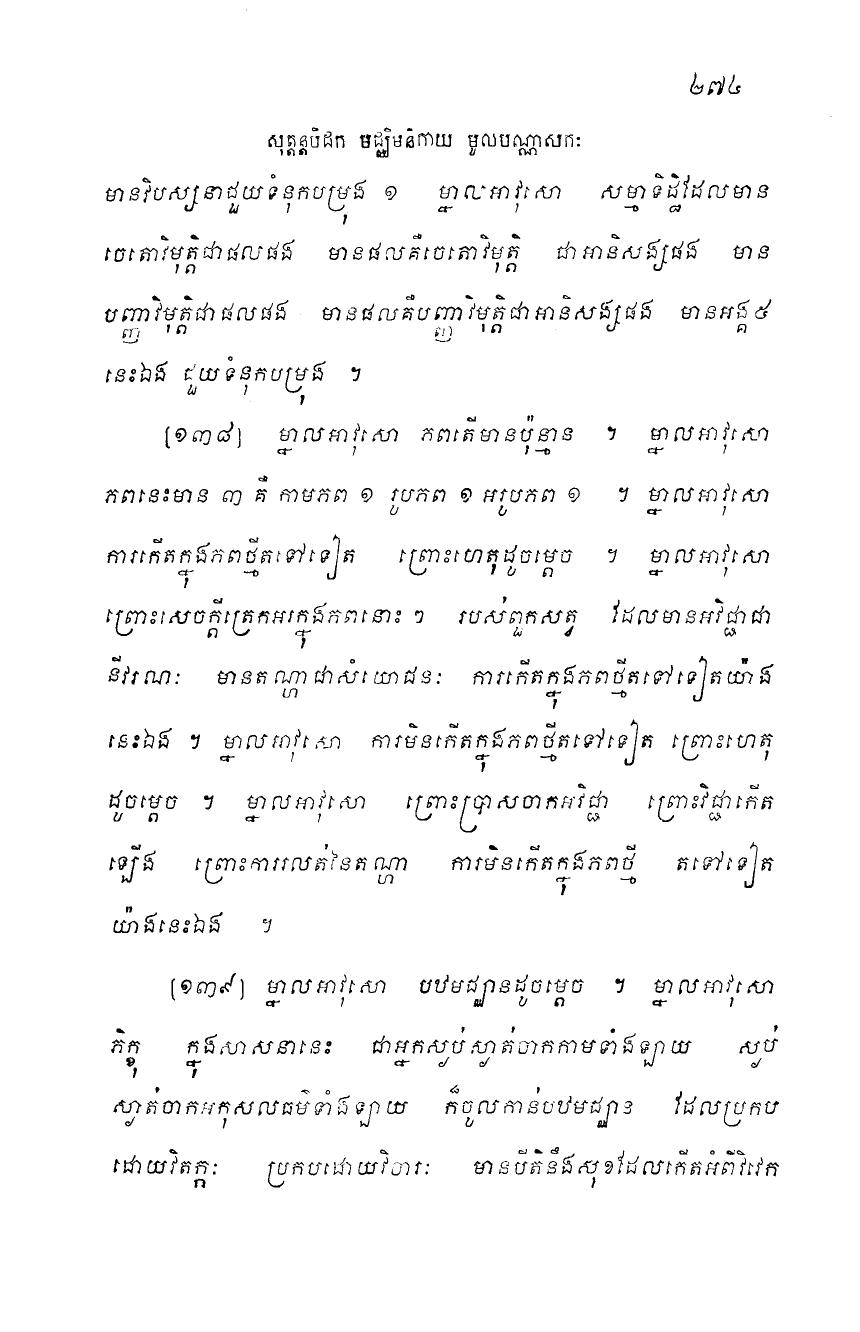 ២៧៤
សុត្តន្តបិដក មជ្ឈិមនិកាយ មូលបណ្ណាសកៈ
មានវិបស្សនាជួយទំនុកបម្រុង ១ ម្នាលអាវុសោ សម្មាទិដ្ឋិដែលមាន
ចេតោវិមុត្តិជាផលផង មានផលគឺចេតោវិមុត្តិ ជាអានិសង្ឃផង មាន
បញ្ញាវិមុត្តិជាផលផង មានផលគឺបញ្ញាវិមុត្តិជាអានិសង្ឃផង មានអង្គ ៥
នេះឯង ជួយទំនុកបម្រុង ។
[១៣៨] ម្នាលអាវុសោ ភពតើមានប៉ុន្មាន ។ ម្នាលអាវុសោ
ភពនេះមាន ៣ គឺ កាមភព ១ រូបភព ១ អរូបភព ១ ។ ម្នាលអាវុសោ
ការកើតក្នុងភពថ្មីតទៅទៀត ព្រោះហេតុដូចម្តេច ។ ម្នាលអាវុសោ
ព្រោះសេចក្តីត្រេកអរក្នុងភពនោះ ៗ របស់ពួកសត្វ ដែលមានអវិជ្ជាជា
នីវរណៈ មានតណ្ហាជាសំយោជនៈ ការកើតក្នុងភពថ្មីតទៅទៀតយ៉ាង
នេះឯង ។ ម្នាលអាវុសោ ការមិនកើតក្នុងភពថ្មីតទៅទៀត ព្រោះហេតុ
ដូចម្តេច ។ ម្នាលអាវុសោ ព្រោះប្រាសចាកអវិជ្ជា ព្រោះវិជ្ជាកើត
ឡើង ព្រោះការរលត់នៃតណ្ហា ការមិនកើតក្នុងភពថ្មី តទៅទៀត
យ៉ាងនេះឯង ។
[១៣៩] ម្នាលអាវុសោ បឋមជ្ឈានដូចម្តេច ។ ម្នាលអាវុសោ
ភិក្ខុ ក្នុងសាសនានេះ ជាអ្នកស្ងប់ស្ងាត់ចាកកាមទាំងឡាយ ស្ងប់
ស្ងាត់ចាកអកុសលធម៌ទាំងឡាយ ក៏ចូលកាន់បឋមជ្ឈាន ដែលប្រកប
ដោយវិតក្កៈ ប្រកបដោយវិចារៈ មានបីតិនឹងសុខដែលកើតអំពីវិវេក